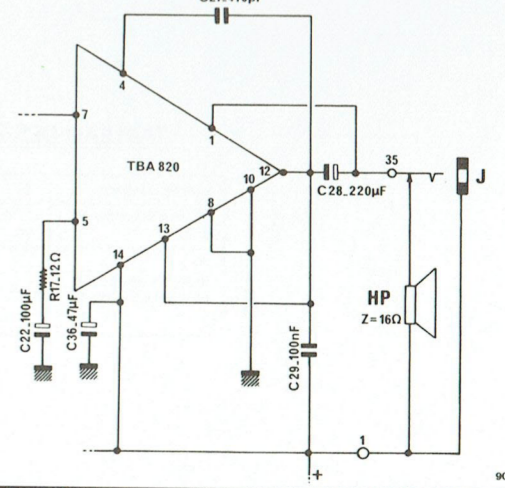 4
7
1
TBA 820
12
10
35
J
C28_220µF
8
5
13
14
R17_12Ω
C22_100µF
C36_47µF
HP
Z=16Ω
C29_100nF
1
+
90